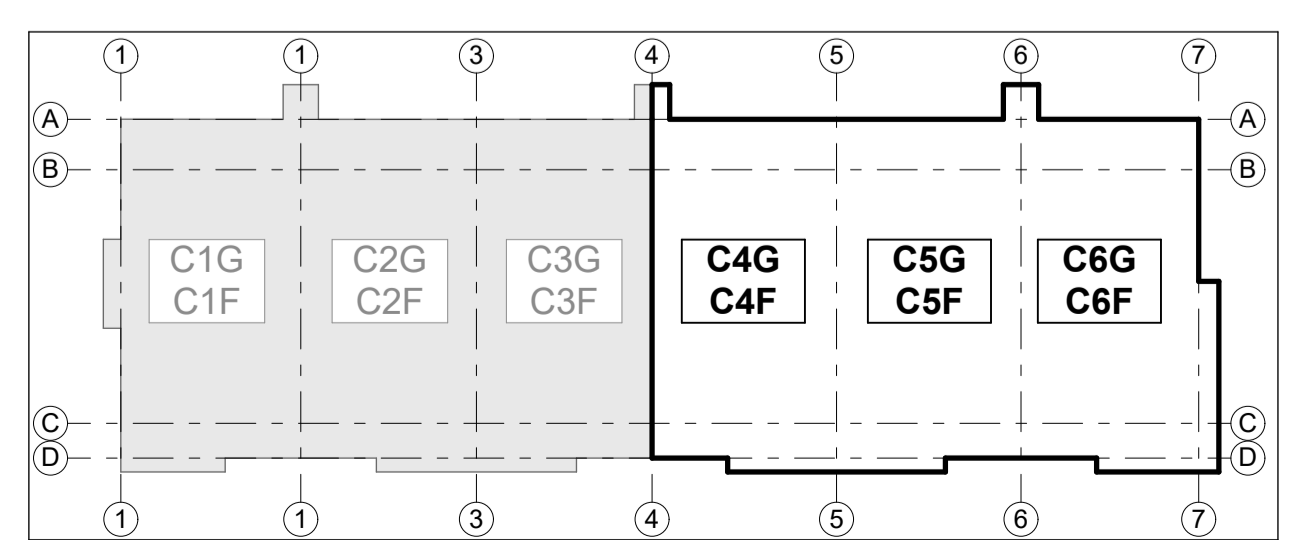 1 1 3 4 5 6 7
A A
B B
C1G C2G C3G C4G C5G C6G
C1F C2F C3F C4F C5F C6F
C C
D D
1 1 3 4 5 6 7